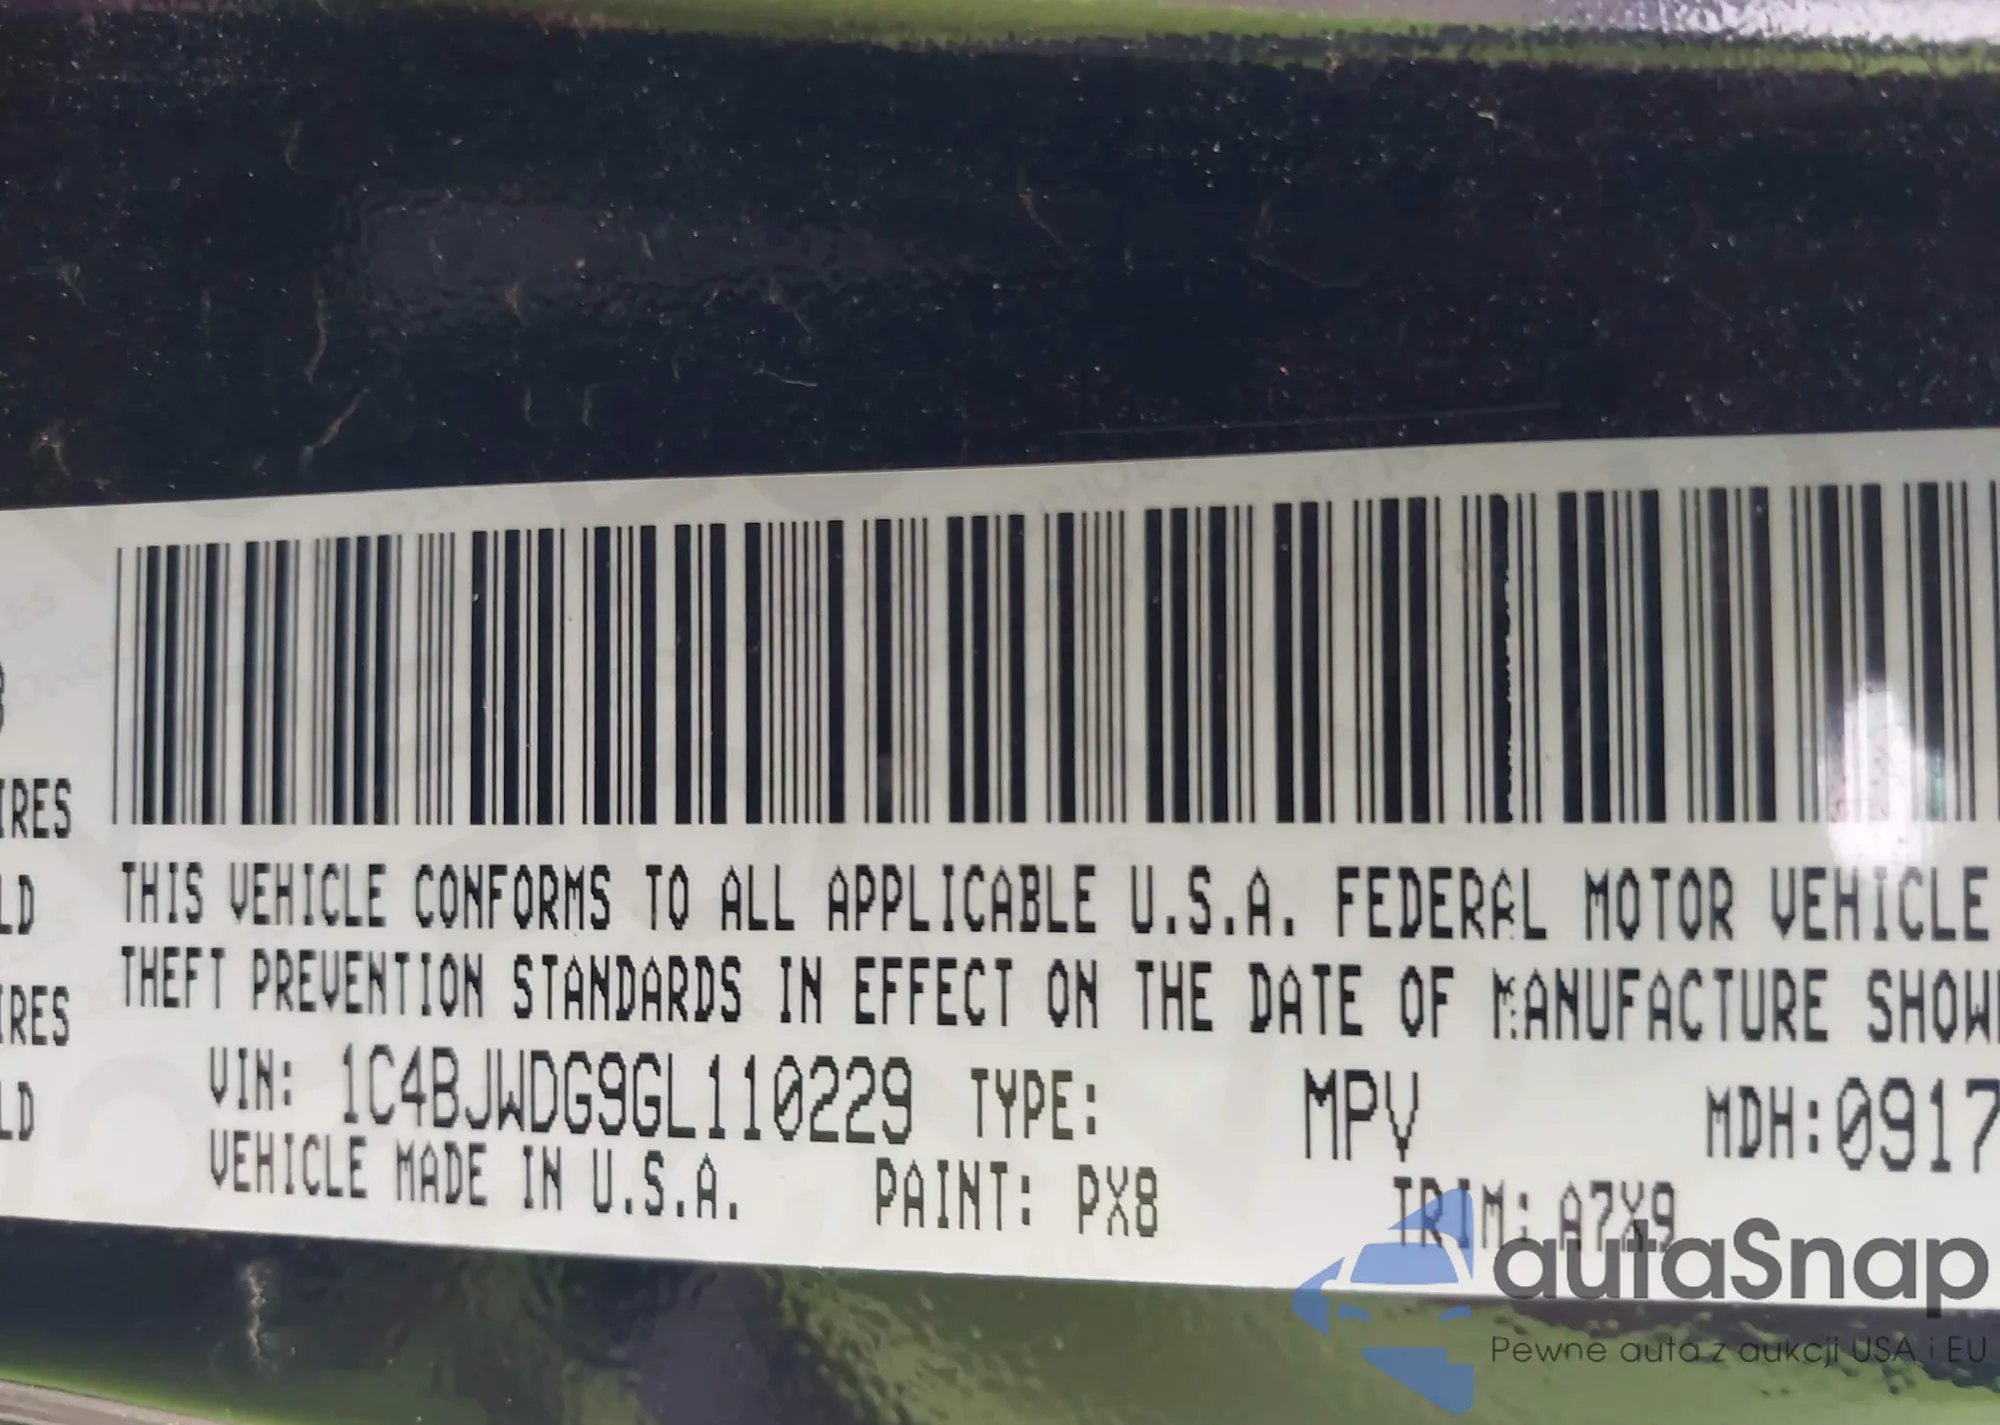 IRES
LD
IRES
LD
THIS VEHICLE CONFORMS TO ALL APPLICABLE U.S.A. FEDERAL MOTOR VEHICLE
THEFT PREVENTION STANDARDS IN EFFECT ON THE DATE OF MANUFACTURE SHOW
VIN: 1C4BJWDG9GL110229 TYPE: MPV MDH:0917
VEHICLE MADE IN U.S.A. PAINT: PX8 TRIM: A7X9
autaSnap
Pewne auta z aukcji USA i EU